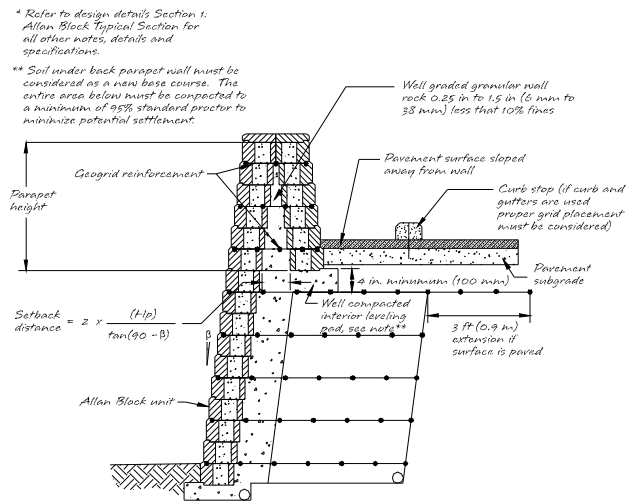 * Refer to design details Section 1:
Allan Block Typical Section for
all other notes, details and
specifications.
** Soil under back parapet wall must be
considered as a new base course. The
entire area below must be conpacted to
a minimum of 95% standard proctor to
minimize potential settlement.
Well graded granular wall
rock 0.25 in to 1.5 in (6 mm to
38 mm) less that 10% fines
Geogrid reinforcement
Pavement surface sloped
away from wall
Parapet
height
Curb stop (if curb and
gutters are used
proper grid placement
must be considered)
Pavement
subgrade
4 in. minumum (100 mm)
Setback
distance = 2 x (Hp)
tan(90 - β)
Well compacted
interior leveling
pad, see note**
3 ft (0.9 m)
extension if
surface is paved
β
Allan Block unit